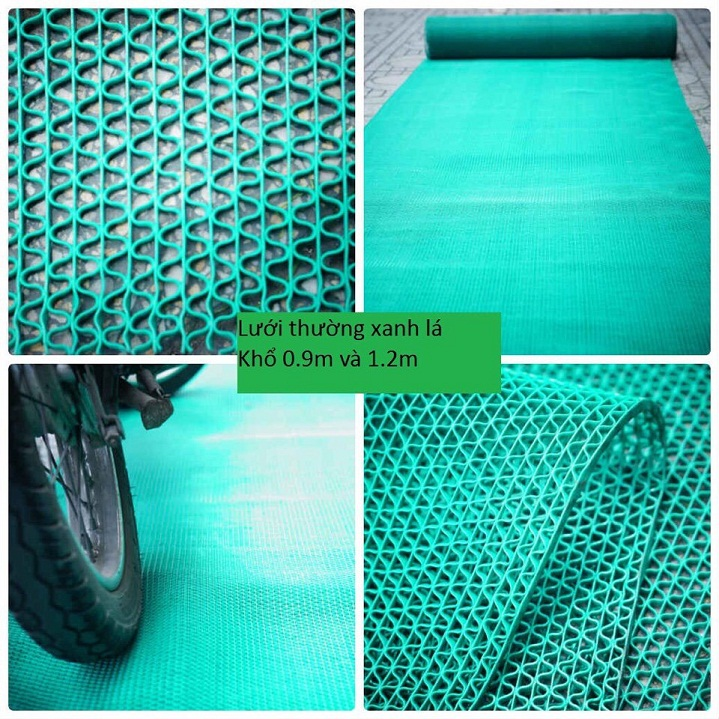 Lưới thường xanh lá
Khổ 0.9m và 1.2m